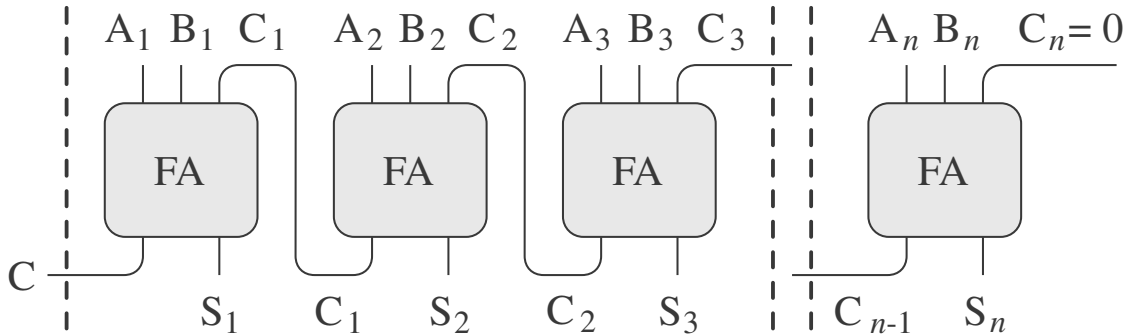 A₁ B₁ C₁ A₂ B₂ C₂ A₃ B₃ C₃ Aₙ Bₙ Cₙ= 0
FA FA FA FA
C
S₁ C₁ S₂ C₂ S₃ Cₙ₋₁ Sₙ